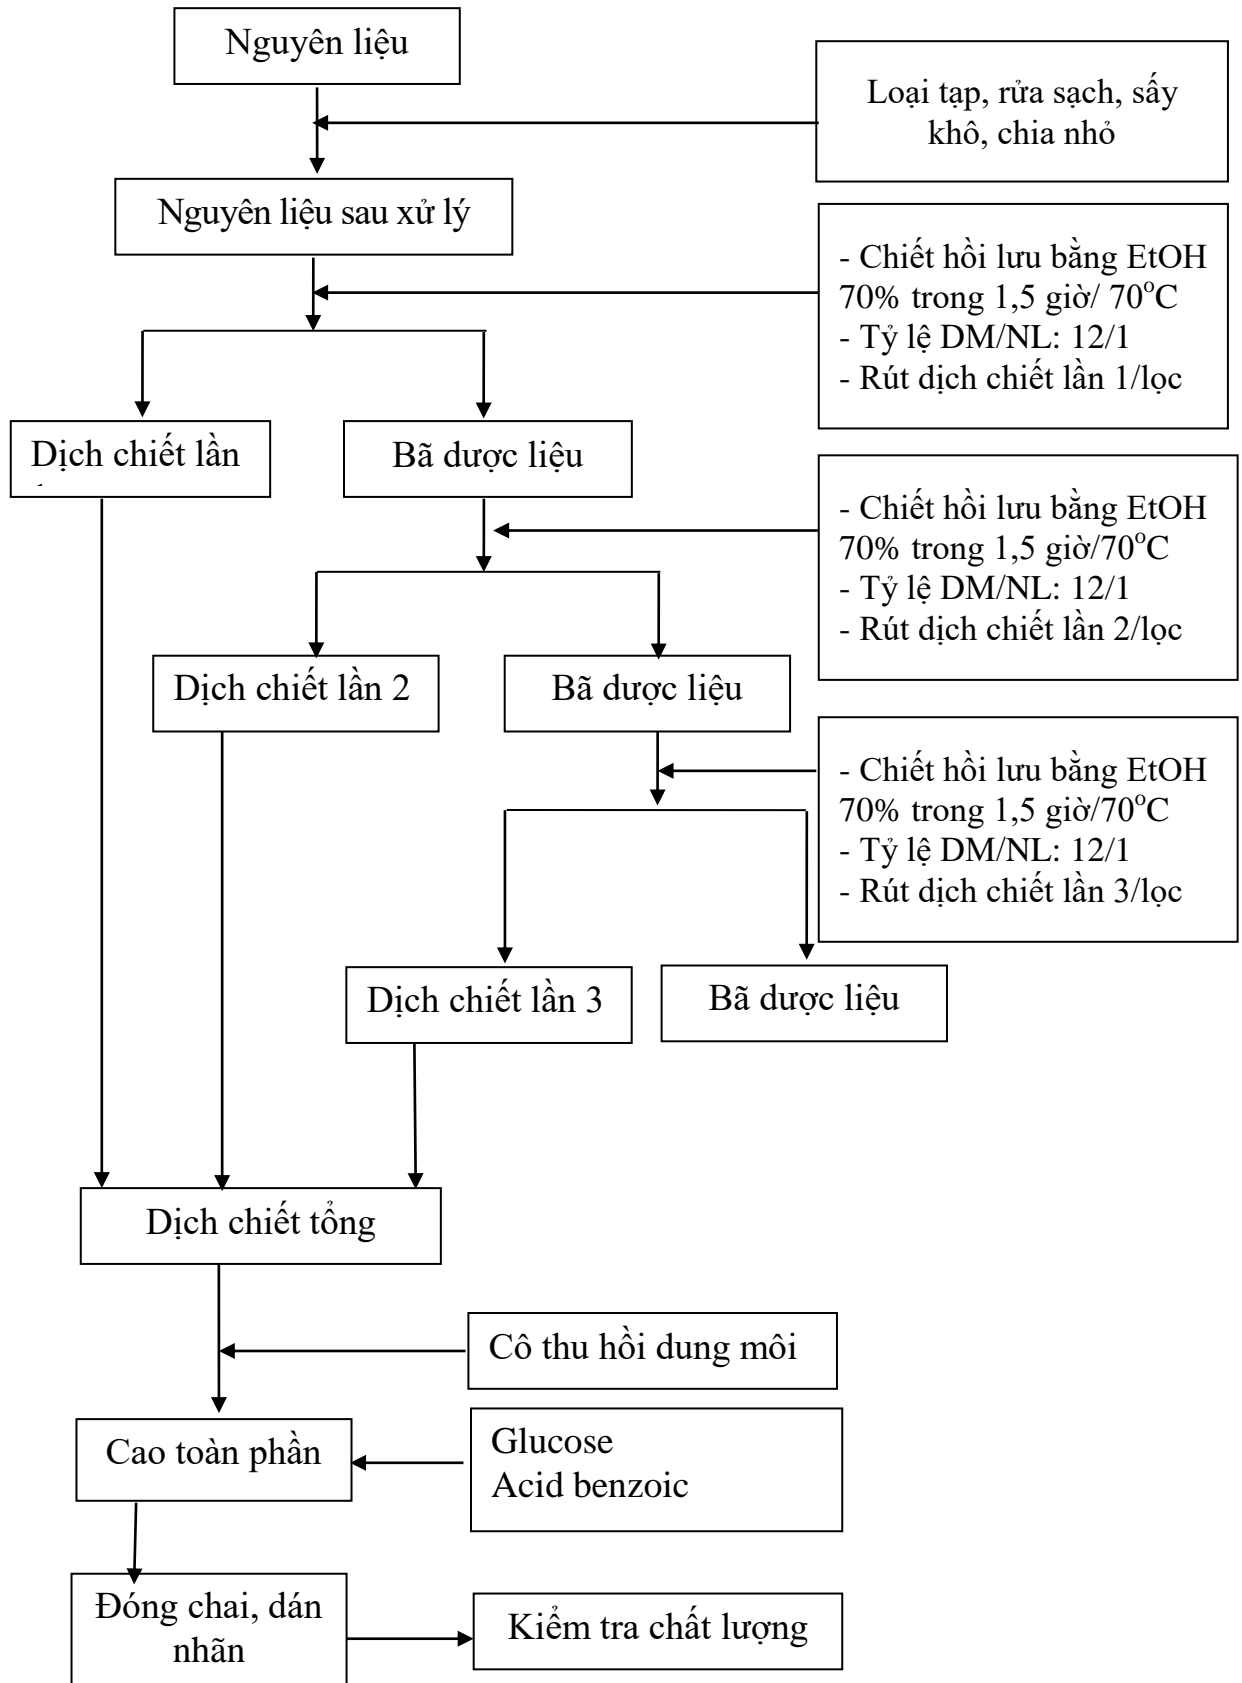 Nguyên liệu
Loại tạp, rửa sạch, sấy
khô, chia nhỏ
Nguyên liệu sau xử lý
- Chiết hồi lưu bằng EtOH
70% trong 1,5 giờ/ 70°C
- Tỷ lệ DM/NL: 12/1
- Rút dịch chiết lần 1/lọc
Dịch chiết lần
Bã dược liệu
- Chiết hồi lưu bằng EtOH
70% trong 1,5 giờ/70°C
- Tỷ lệ DM/NL: 12/1
- Rút dịch chiết lần 2/lọc
Dịch chiết lần 2
Bã dược liệu
- Chiết hồi lưu bằng EtOH
70% trong 1,5 giờ/70°C
- Tỷ lệ DM/NL: 12/1
- Rút dịch chiết lần 3/lọc
Dịch chiết lần 3
Bã dược liệu
Dịch chiết tổng
Cô thu hồi dung môi
Cao toàn phần
Glucose
Acid benzoic
Đóng chai, dán
nhãn
Kiểm tra chất lượng